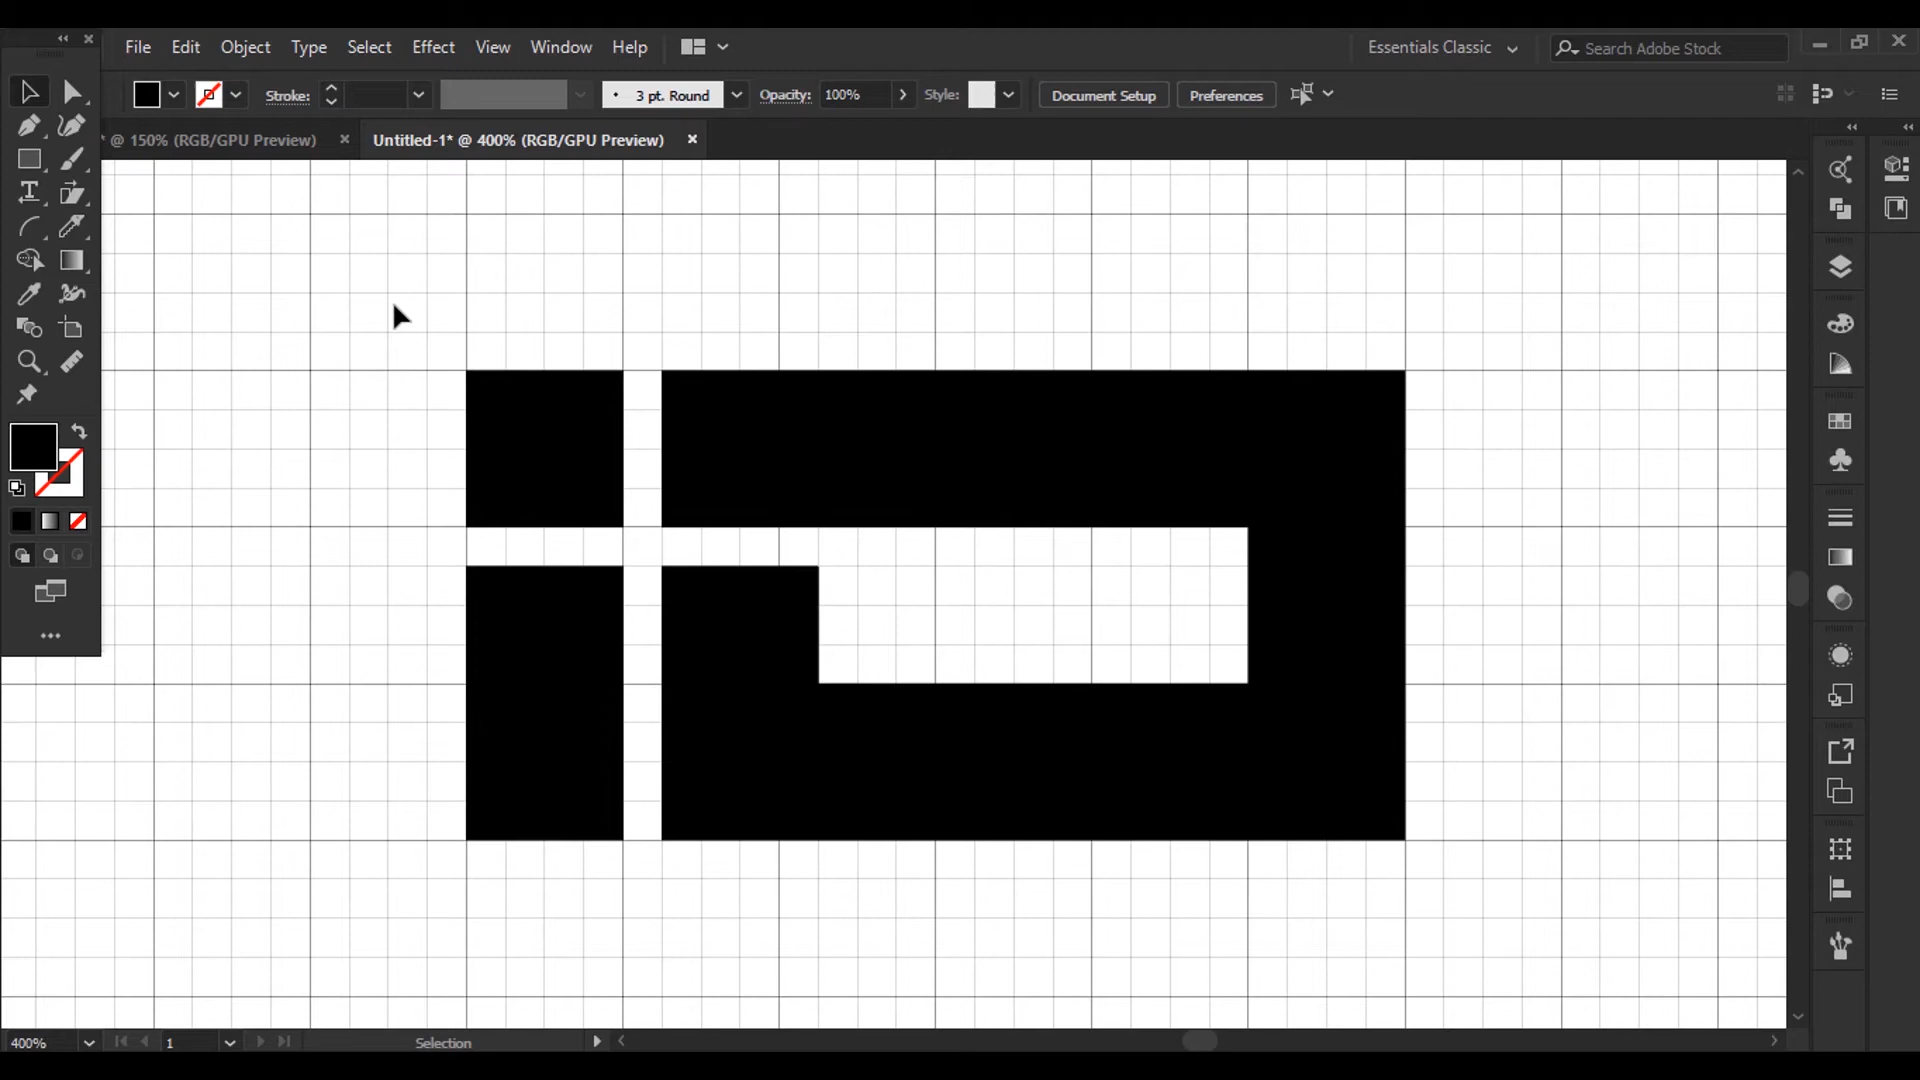 File Edit Object Type Select Effect View Window Help Essentials Classic Search Adobe Stock
Stroke: 3 pt. Round Opacity: 100% Style: Document Setup Preferences
* @ 150% (RGB/GPU Preview) Untitled-1* @ 400% (RGB/GPU Preview)
400% 1 Selection